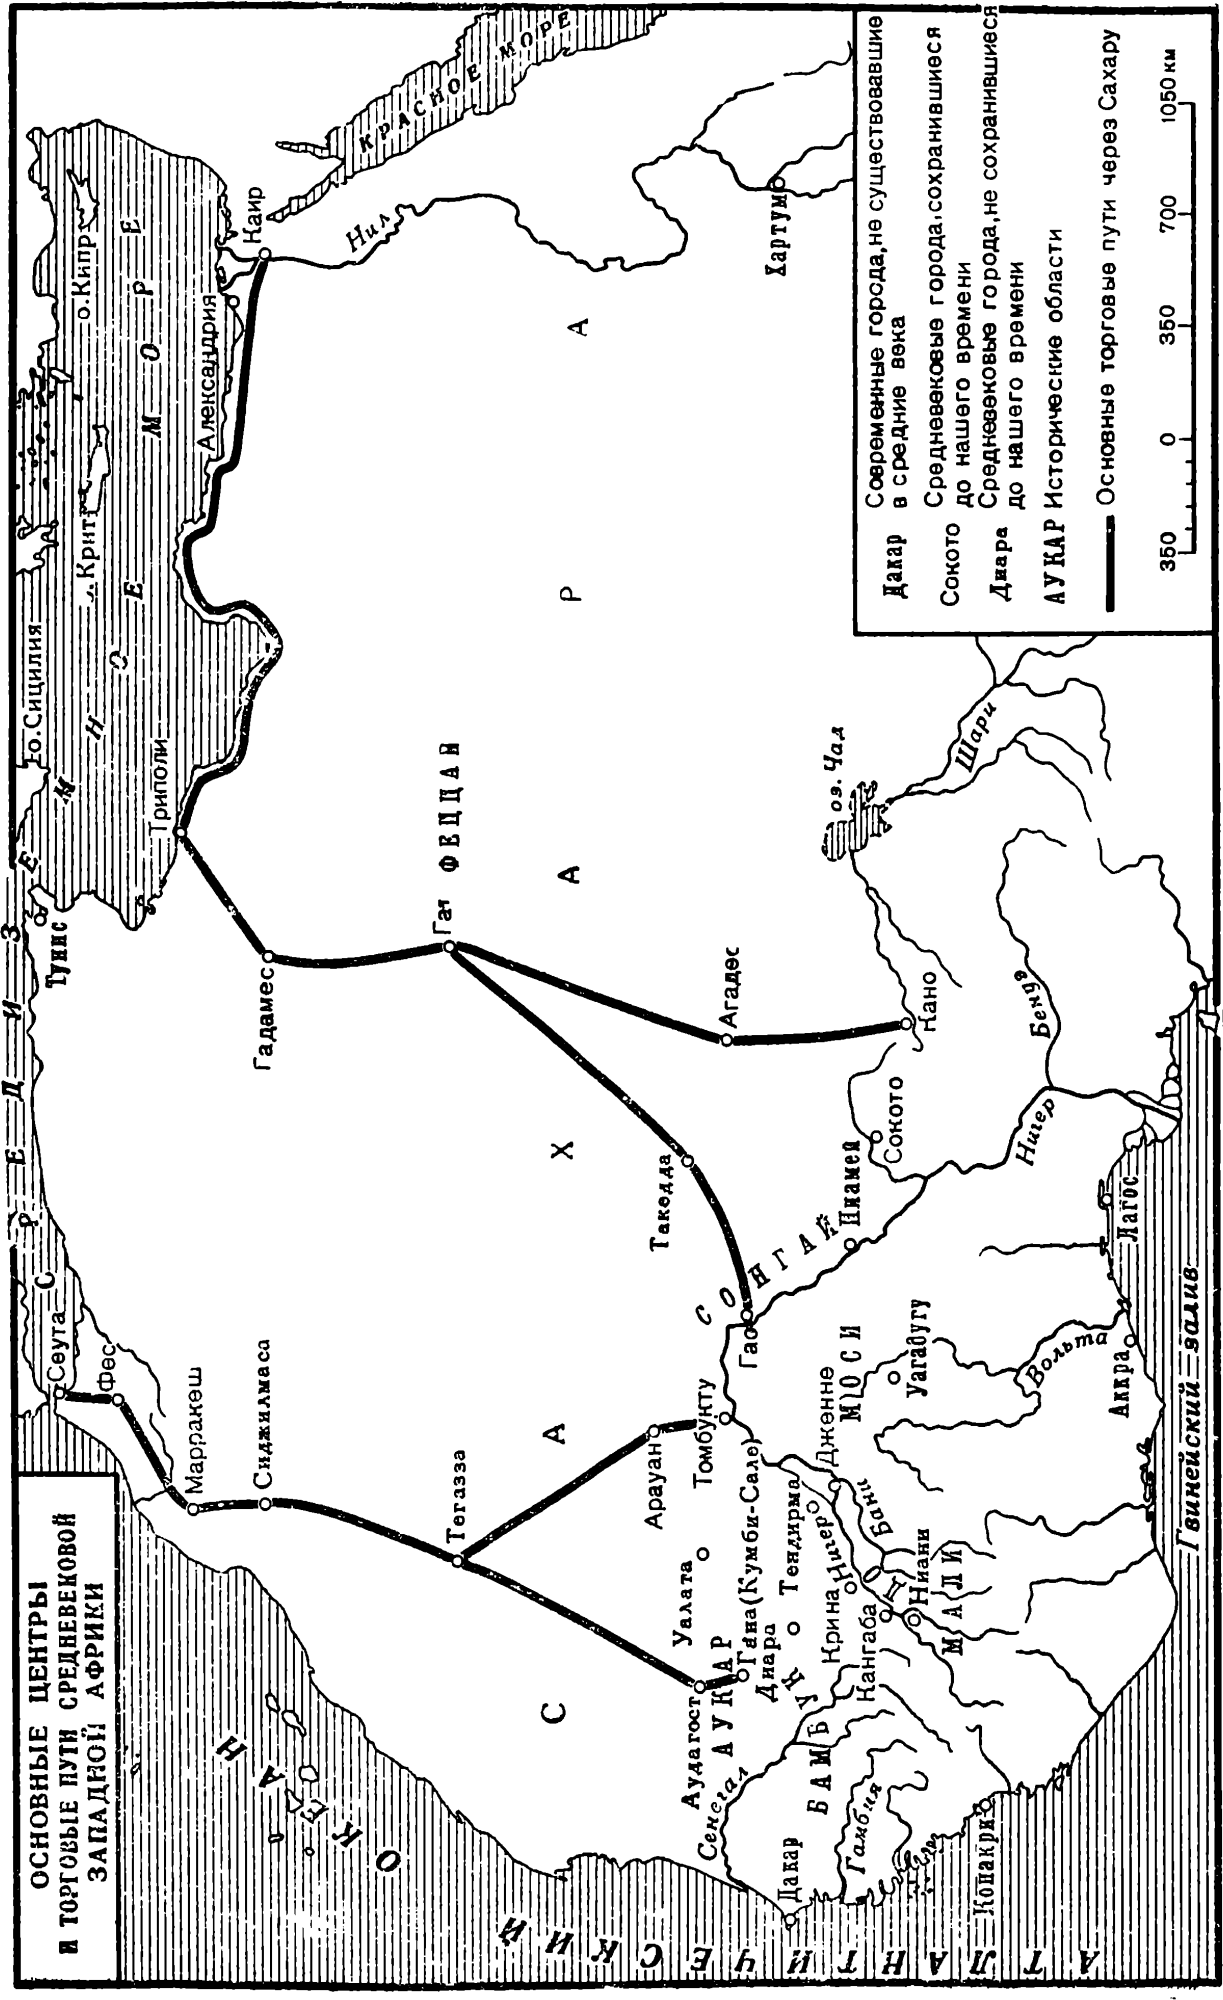 ОСНОВНЫЕ ЦЕНТРЫ
И ТОРГОВЫЕ ПУТИ СРЕДНЕВЕКОВОЙ
ЗАПАДНОЙ АФРИКИ
АТЛАНТИЧЕСКИЙ
ОКЕАН
СРЕДИЗЕМНОЕ МОРЕ
КРАСНОЕ МОРЕ
Гвинейский залив
САХАРА
о. Сицилия
Крит
о. Кипр
Сеута
Фес
Марракеш
Сиджилмаса
Тегазза
Арауан
Томбукту
Уалата
Аудагост
АУКАР
Гана (Кумби-Сале)
Диара
Тендирма
Дженне
Крина
Кангаба
Ниани
МАЛИ
БАМБУК
Сенегал
Гамбия
Дакар
Конакри
Нигер
Бани
МОСИ
Уагадугу
Вольта
Аккра
Лагос
СОНГАЙ
Гао
Ниамей
Сокото
Нигер
Бенуэ
Кано
Агадес
Такедда
Гат
ФЕЦЦАН
Гадамес
Триполи
Тунис
Александрия
Каир
Нил
Хартум
оз. Чад
Шари
Дакар Современные города, не существовавшие
в средние века
Сокото Средневековые города, сохранившиеся
до нашего времени
Диара Средневековые города, не сохранившиеся
до нашего времени
АУКАР Исторические области
Основные торговые пути через Сахару
350 0 350 700 1050 км